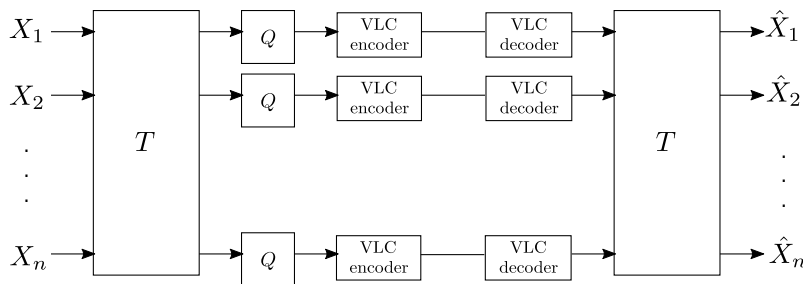 X₁ Q VLC encoder VLC decoder X̂₁
X₂ Q VLC encoder VLC decoder X̂₂
T T
Xₙ Q VLC encoder VLC decoder X̂ₙ